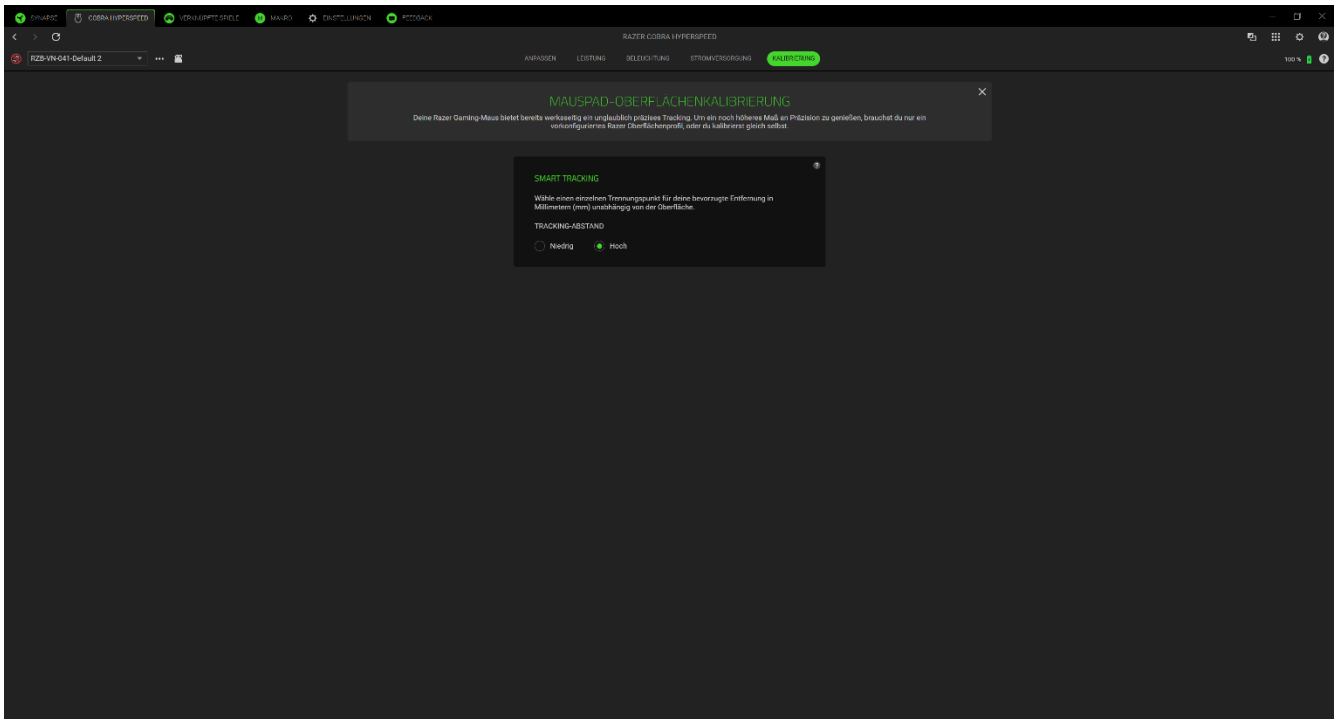 SYNAPSE COBRA HYPERSPEED VERKNÜPFTE SPIELE MAKRO EINSTELLUNGEN FEEDBACK
RAZER COBRA HYPERSPEED
RZB-VN-041-Default 2 ANPASSEN LEISTUNG BELEUCHTUNG STROMVERSORGUNG KALIBRIERUNG 100 %
MAUSPAD-OBERFLÄCHENKALIBRIERUNG
Deine Razer Gaming-Maus bietet bereits werksseitig ein unglaublich präzises Tracking. Um ein noch höheres Maß an Präzision zu genießen, brauchst du nur ein
vorkonfiguriertes Razer Oberflächenprofil, oder du kalibrierst gleich selbst.
SMART TRACKING
Wähle einen einzelnen Trennungspunkt für deine bevorzugte Entfernung in
Millimetern (mm) unabhängig von der Oberfläche.
TRACKING-ABSTAND
Niedrig Hoch